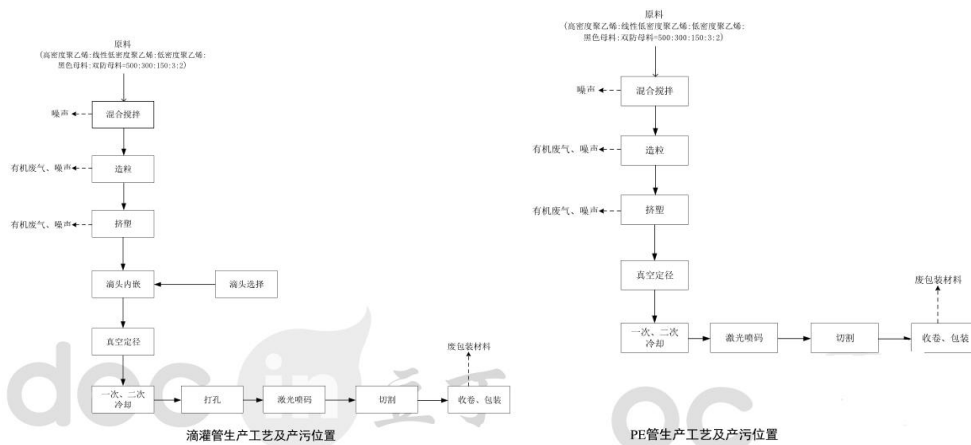 原料
(高密度聚乙烯:线性低密度聚乙烯:低密度聚乙烯:
黑色母料:双防母料=500:300:150:3:2)
噪声
混合搅拌
有机废气、噪声
造粒
有机废气、噪声
挤塑
滴头内嵌
滴头选择
真空定径
废包装材料
一次、二次
冷却
打孔
激光喷码
切割
收卷、包装
滴灌管生产工艺及产污位置
原料
(高密度聚乙烯:线性低密度聚乙烯:低密度聚乙烯:
黑色母料:双防母料=500:300:150:3:2)
噪声
混合搅拌
有机废气、噪声
造粒
有机废气、噪声
挤塑
真空定径
废包装材料
一次、二次
冷却
激光喷码
切割
收卷、包装
PE管生产工艺及产污位置
docin
豆丁
oc